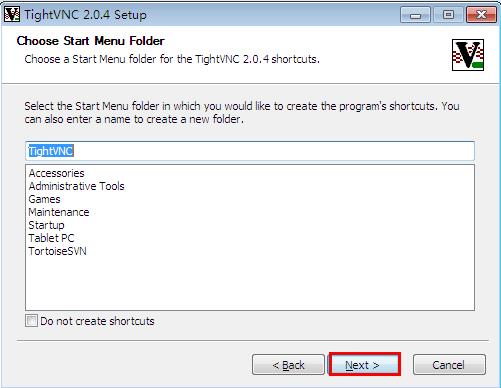 TightVNC 2.0.4 Setup
Choose Start Menu Folder
Choose a Start Menu folder for the TightVNC 2.0.4 shortcuts.
Select the Start Menu folder in which you would like to create the program's shortcuts. You
can also enter a name to create a new folder.
TightVNC
Accessories
Administrative Tools
Games
Maintenance
Startup
Tablet PC
TortoiseSVN
Do not create shortcuts
< Back Next > Cancel